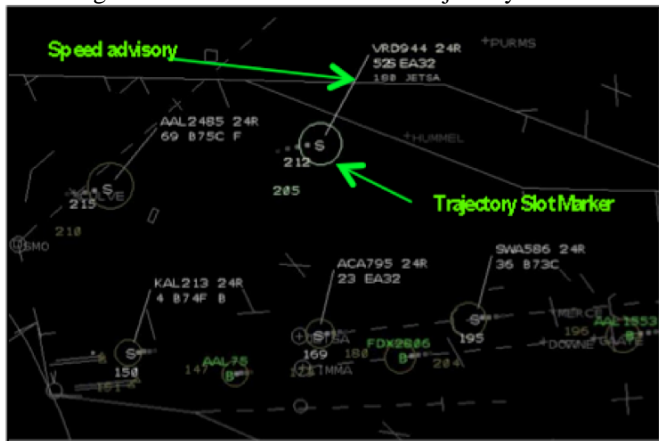 Speed advisory
VRD944 24R
52S EA32
180 JETSA
PURMS
AAL2485 24R
69 B75C F
HUMMEL
212
205
Trajectory Slot Marker
215
210
SMO
KAL213 24R
4 B74F B
ACA795 24R
23 EA32
SWA586 24R
36 B73C
S
S
S
S
S
150
169
195
180
196
204
147
AAL78
B
FDX2806
B
AAL1553
B
DOWNE
LIMMA